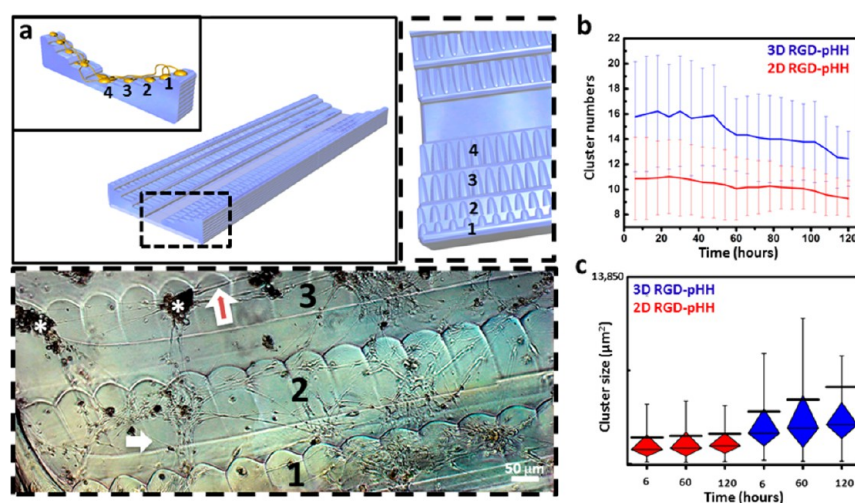 a
4 3 2 1
4
3
2
1
3
2
1
* *
50 µm
b
3D RGD-pHH
2D RGD-pHH
Cluster numbers
22
20
18
16
14
12
10
8
0 20 40 60 80 100 120
Time (hours)
c
13,850
3D RGD-pHH
2D RGD-pHH
Cluster size (µm²)
0
6 60 120 6 60 120
Time (hours)